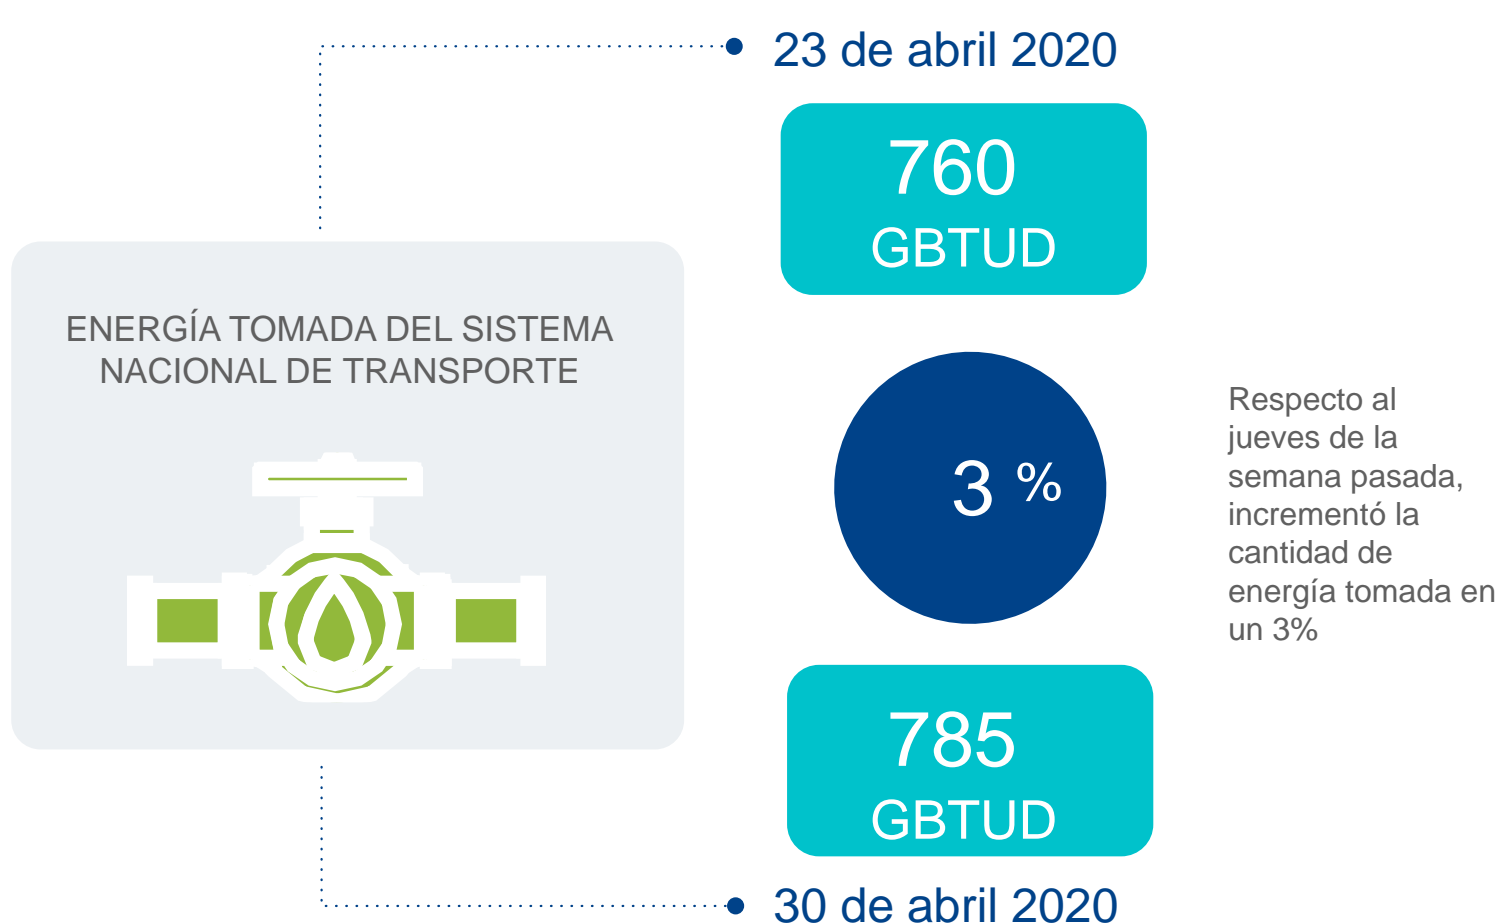 23 de abril 2020
760
GBTUD
ENERGÍA TOMADA DEL SISTEMA
NACIONAL DE TRANSPORTE
3 %
Respecto al
jueves de la
semana pasada,
incrementó la
cantidad de
energía tomada en
un 3%
785
GBTUD
30 de abril 2020